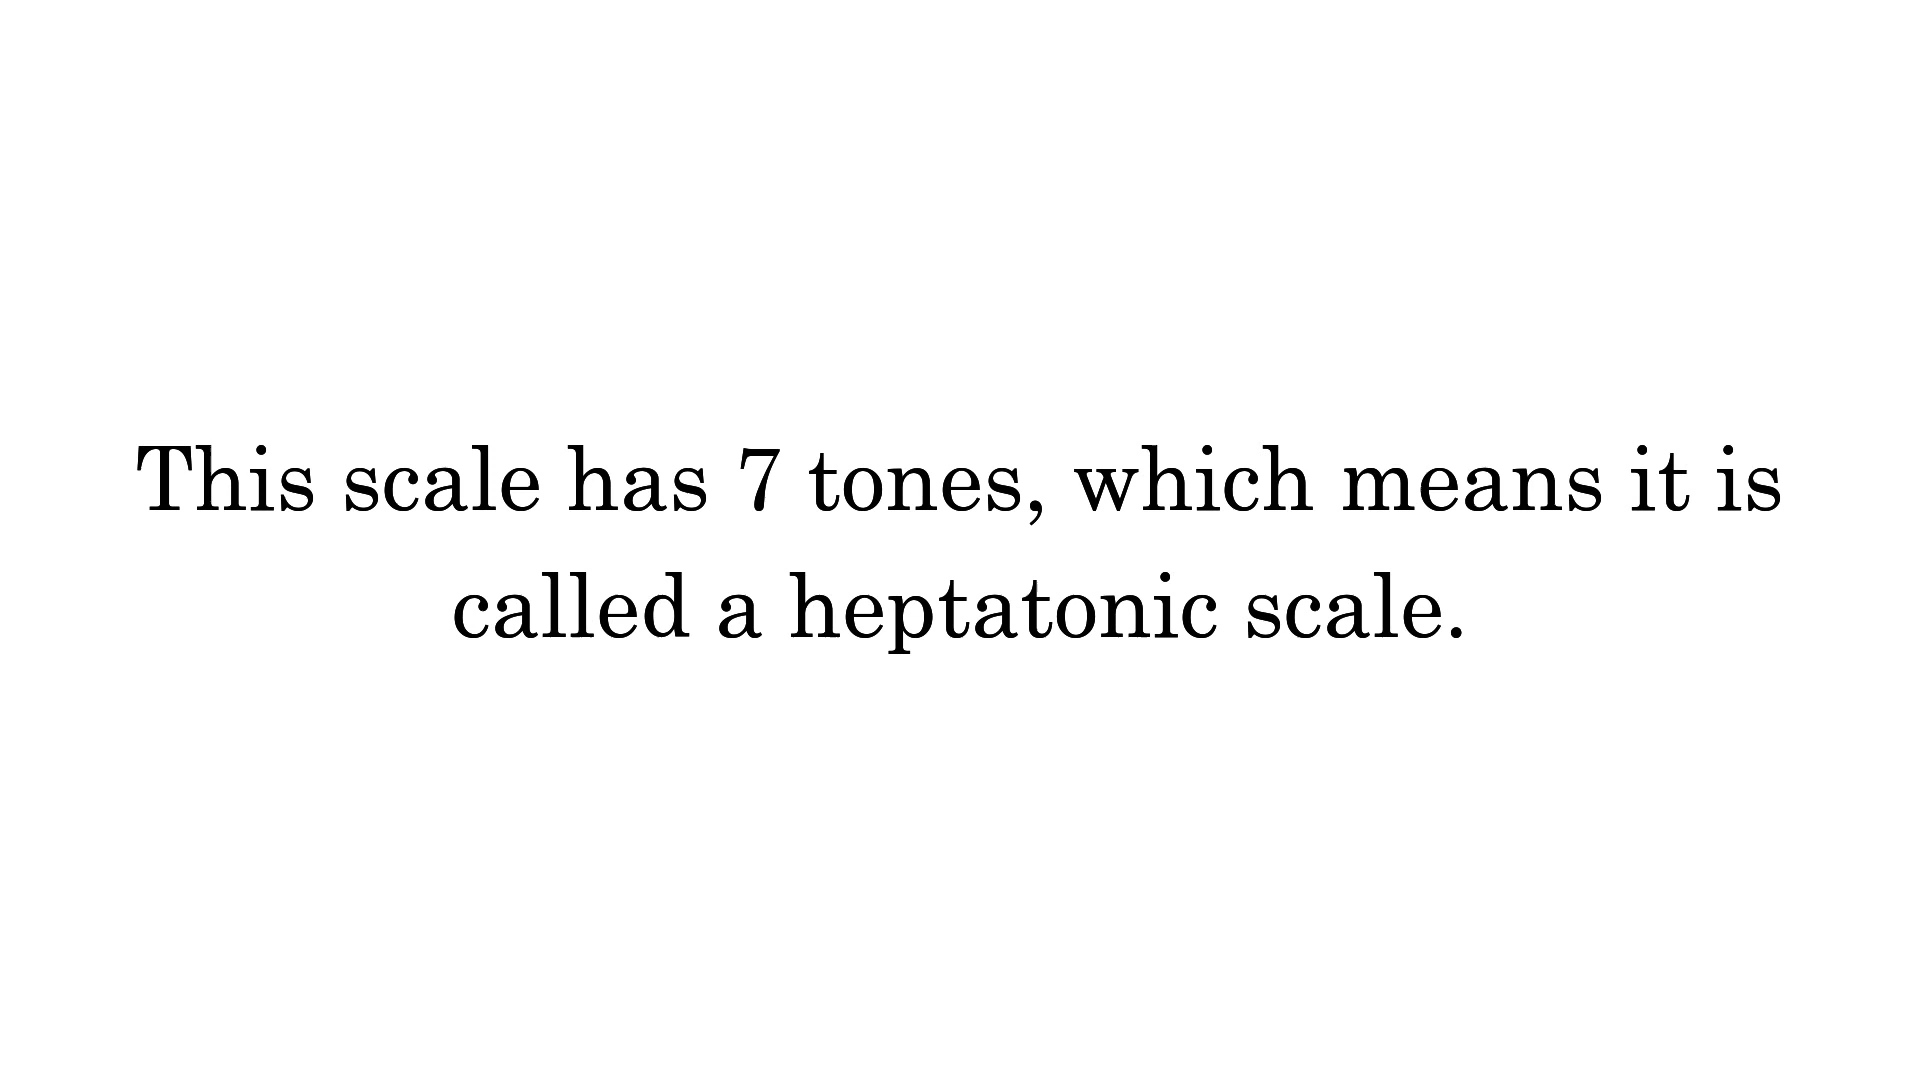 This scale has 7 tones, which means it is
called a heptatonic scale.